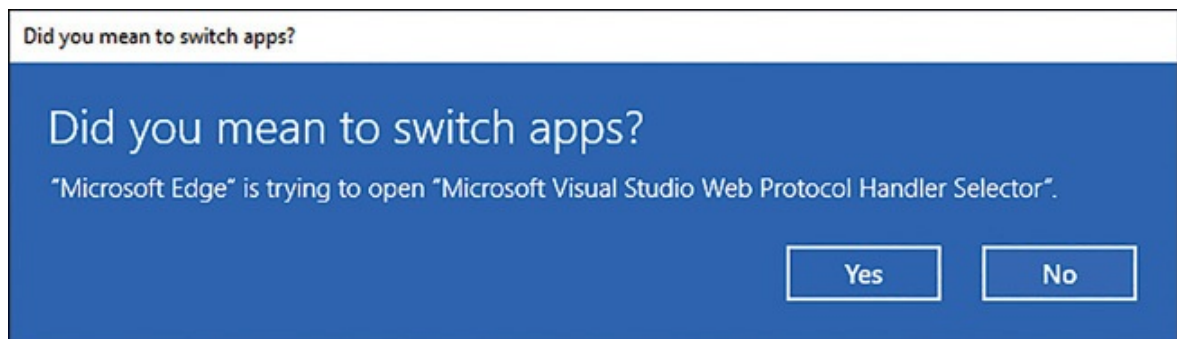 Did you mean to switch apps?
Did you mean to switch apps?
"Microsoft Edge" is trying to open "Microsoft Visual Studio Web Protocol Handler Selector".
Yes No